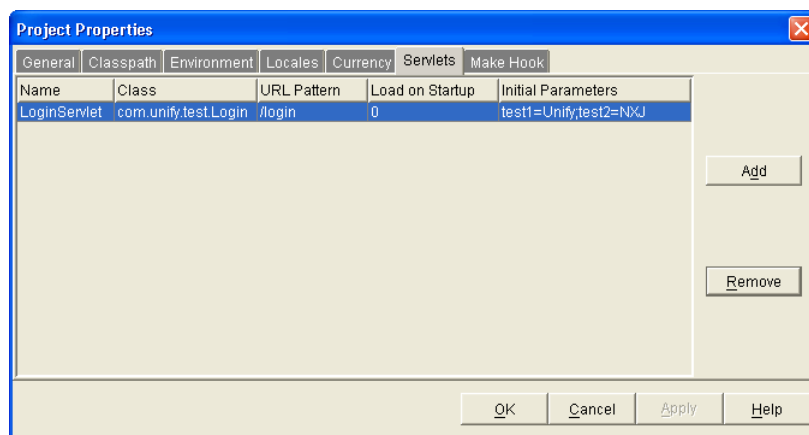 Project Properties
General Classpath Environment Locales Currency Servlets Make Hook
Name Class URL Pattern Load on Startup Initial Parameters
LoginServlet com.unify.test.Login /login 0 test1=Unify;test2=NXJ
Add
Remove
OK Cancel Apply Help